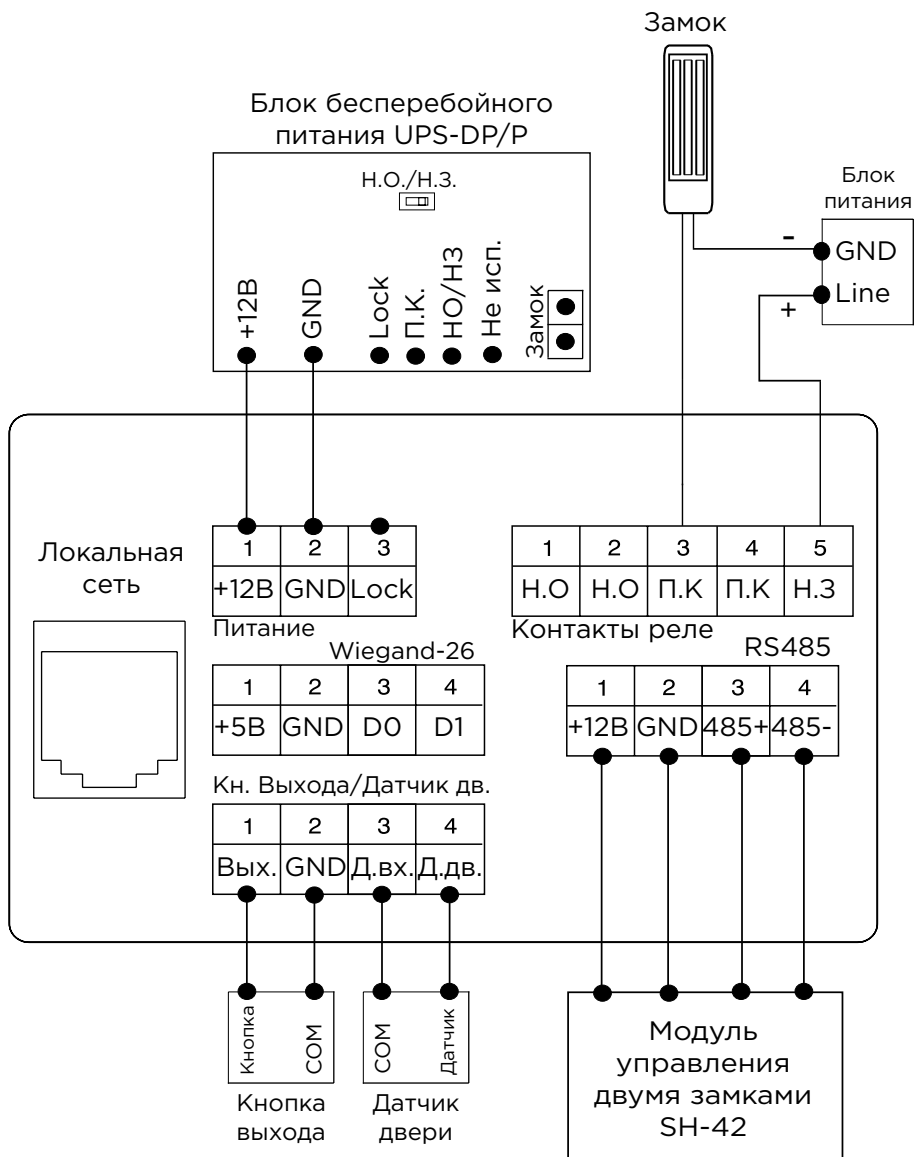 Замок
Блок бесперебойного
питания UPS-DP/P
Н.О./Н.З.
+12В
GND
Lock
П.К.
НО/НЗ
Не исп.
Замок
Блок
питания
-
GND
Line
+
Локальная
сеть
1 2 3
+12В GND Lock
Питание
1 2 3 4 5
Н.О Н.О П.К П.К Н.З
Контакты реле
Wiegand-26
1 2 3 4
+5В GND D0 D1
RS485
1 2 3 4
+12В GND 485+ 485-
Кн. Выхода/Датчик дв.
1 2 3 4
Вых. GND Д.вх. Д.дв.
Кнопка
COM
COM
Датчик
Кнопка
выхода
Датчик
двери
Модуль
управления
двумя замками
SH-42